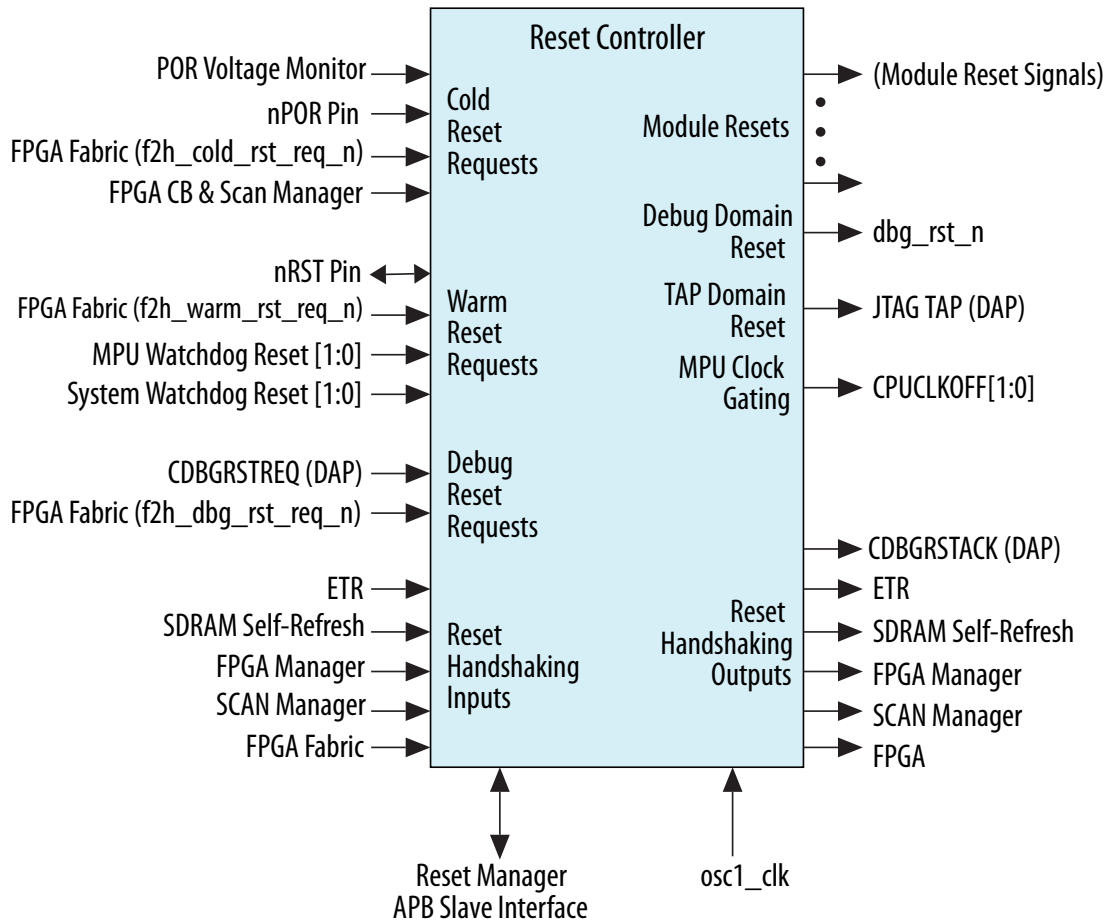 Reset Controller
POR Voltage Monitor
nPOR Pin
FPGA Fabric (f2h_cold_rst_req_n)
FPGA CB & Scan Manager
Cold
Reset
Requests
nRST Pin
FPGA Fabric (f2h_warm_rst_req_n)
MPU Watchdog Reset [1:0]
System Watchdog Reset [1:0]
Warm
Reset
Requests
CDBGRSTREQ (DAP)
FPGA Fabric (f2h_dbg_rst_req_n)
Debug
Reset
Requests
ETR
SDRAM Self-Refresh
FPGA Manager
SCAN Manager
FPGA Fabric
Reset
Handshaking
Inputs
Module Resets
(Module Reset Signals)
Debug Domain
Reset
dbg_rst_n
TAP Domain
Reset
JTAG TAP (DAP)
MPU Clock
Gating
CPUCLKOFF[1:0]
Reset
Handshaking
Outputs
CDBGRSTACK (DAP)
ETR
SDRAM Self-Refresh
FPGA Manager
SCAN Manager
FPGA
Reset Manager
APB Slave Interface
osc1_clk